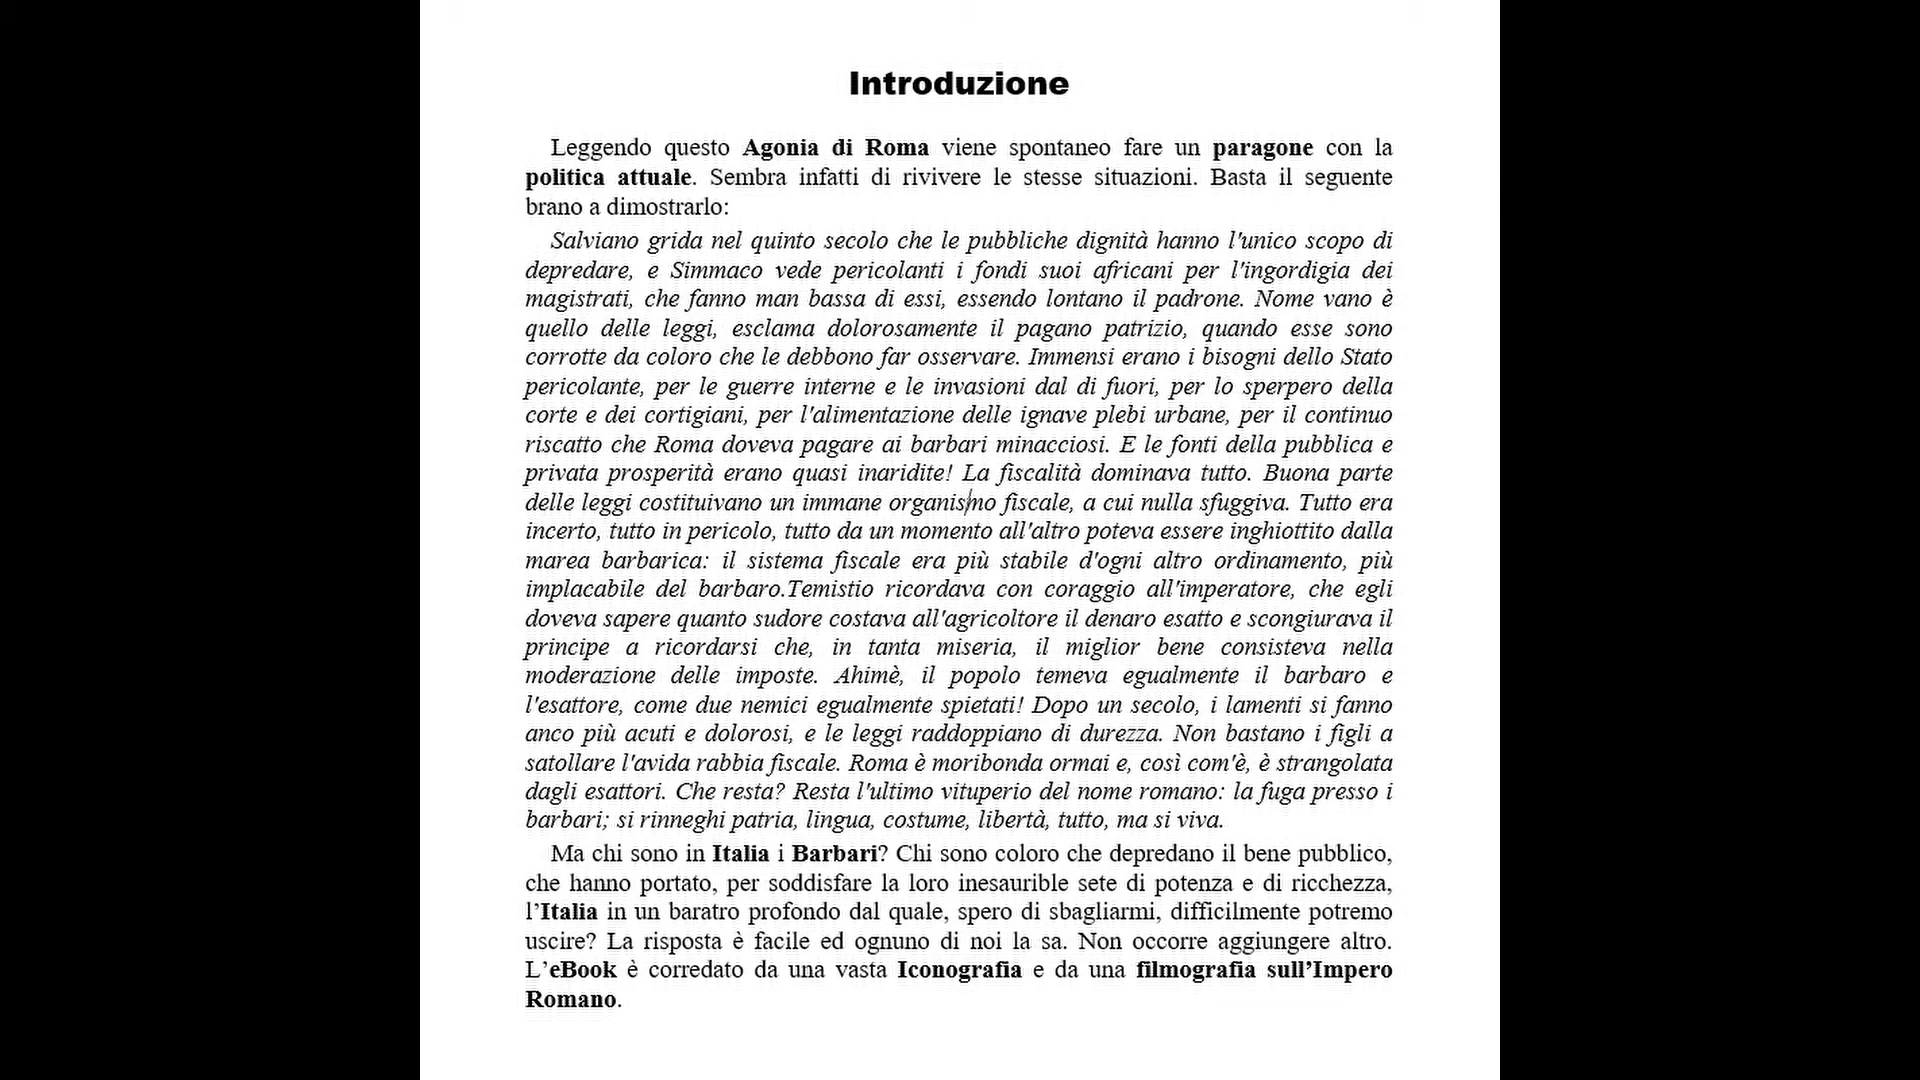 Introduzione
Leggendo questo Agonia di Roma viene spontaneo fare un paragone con la
politica attuale. Sembra infatti di rivivere le stesse situazioni. Basta il seguente
brano a dimostrarlo:
Salviano grida nel quinto secolo che le pubbliche dignità hanno l'unico scopo di
depredare, e Simmaco vede pericolanti i fondi suoi africani per l'ingordigia dei
magistrati, che fanno man bassa di essi, essendo lontano il padrone. Nome vano è
quello delle leggi, esclama dolorosamente il pagano patrizio, quando esse sono
corrotte da coloro che le debbono far osservare. Immensi erano i bisogni dello Stato
pericolante, per le guerre interne e le invasioni dal di fuori, per lo sperpero della
corte e dei cortigiani, per l'alimentazione delle ignave plebi urbane, per il continuo
riscatto che Roma doveva pagare ai barbari minacciosi. E le fonti della pubblica e
privata prosperità erano quasi inaridite! La fiscalità dominava tutto. Buona parte
delle leggi costituivano un immane organismo fiscale, a cui nulla sfuggiva. Tutto era
incerto, tutto in pericolo, tutto da un momento all'altro poteva essere inghiottito dalla
marea barbarica: il sistema fiscale era più stabile d'ogni altro ordinamento, più
implacabile del barbaro.Temistio ricordava con coraggio all'imperatore, che egli
doveva sapere quanto sudore costava all'agricoltore il denaro esatto e scongiurava il
principe a ricordarsi che, in tanta miseria, il miglior bene consisteva nella
moderazione delle imposte. Ahimè, il popolo temeva egualmente il barbaro e
l'esattore, come due nemici egualmente spietati! Dopo un secolo, i lamenti si fanno
anco più acuti e dolorosi, e le leggi raddoppiano di durezza. Non bastano i figli a
satollare l'avida rabbia fiscale. Roma è moribonda ormai e, così com'è, è strangolata
dagli esattori. Che resta? Resta l'ultimo vituperio del nome romano: la fuga presso i
barbari; si rinneghi patria, lingua, costume, libertà, tutto, ma si viva.
Ma chi sono in Italia i Barbari? Chi sono coloro che depredano il bene pubblico,
che hanno portato, per soddisfare la loro inesaurible sete di potenza e di ricchezza,
l’Italia in un baratro profondo dal quale, spero di sbagliarmi, difficilmente potremo
uscire? La risposta è facile ed ognuno di noi la sa. Non occorre aggiungere altro.
L’eBook è corredato da una vasta Iconografia e da una filmografia sull’Impero
Romano.